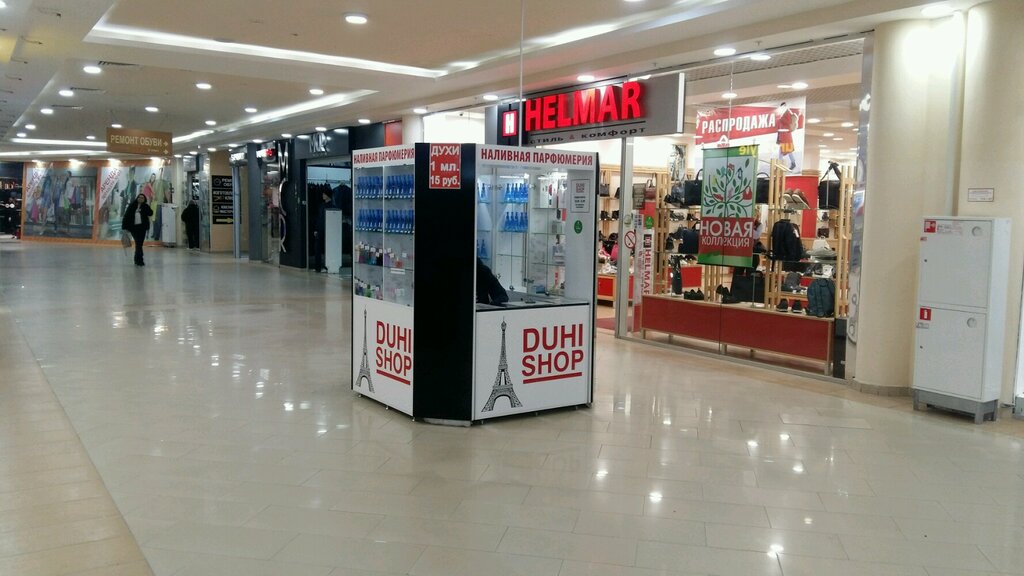 РЕМОНТ ОБУВИ
H HELMAR
СТИЛЬ & КОМФОРТ
РАСПРОДАЖА
НОВАЯ
КОЛЛЕКЦИЯ
HELMAR
НАЛИВНАЯ ПАРФЮМЕРИЯ
ДУХИ
1 мл.
15 руб.
НАЛИВНАЯ ПАРФЮМЕРИЯ
DUHI
SHOP
DUHI
SHOP